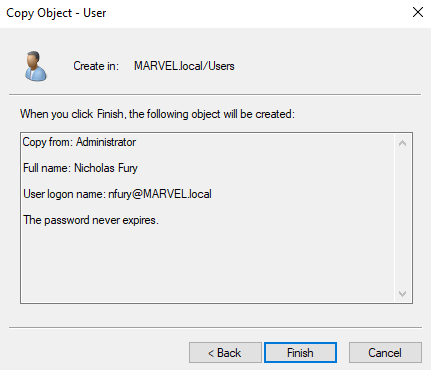 Copy Object - User
Create in: MARVEL.local/Users
When you click Finish, the following object will be created:
Copy from: Administrator
Full name: Nicholas Fury
User logon name: nfury@MARVEL.local
The password never expires.
< Back Finish Cancel